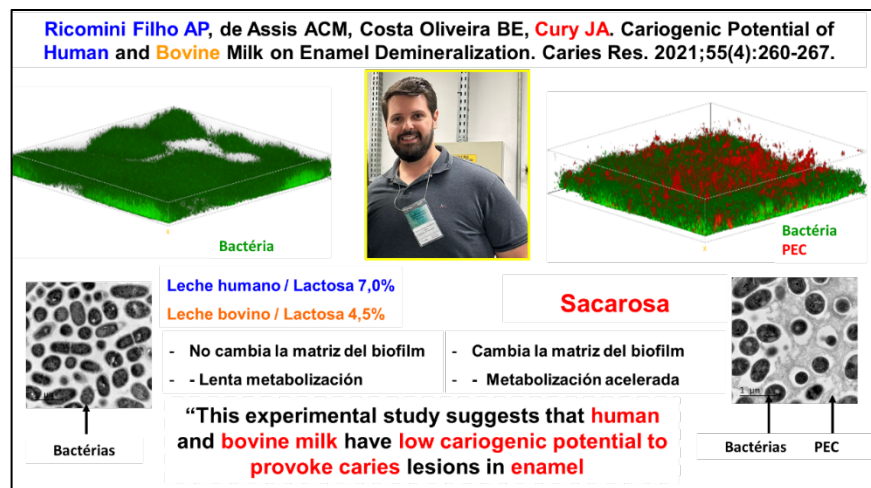 Ricomini Filho AP, de Assis ACM, Costa Oliveira BE, Cury JA. Cariogenic Potential of
Human and Bovine Milk on Enamel Demineralization. Caries Res. 2021;55(4):260-267.
Bactéria
Bactéria
PEC
x
x
Leche humano / Lactosa 7,0%
Leche bovino / Lactosa 4,5%
Sacarosa
- No cambia la matriz del biofilm
- - Lenta metabolización
- Cambia la matriz del biofilm
- - Metabolización acelerada
1 µm
Bactérias
Bactérias PEC
“This experimental study suggests that human
and bovine milk have low cariogenic potential to
provoke caries lesions in enamel